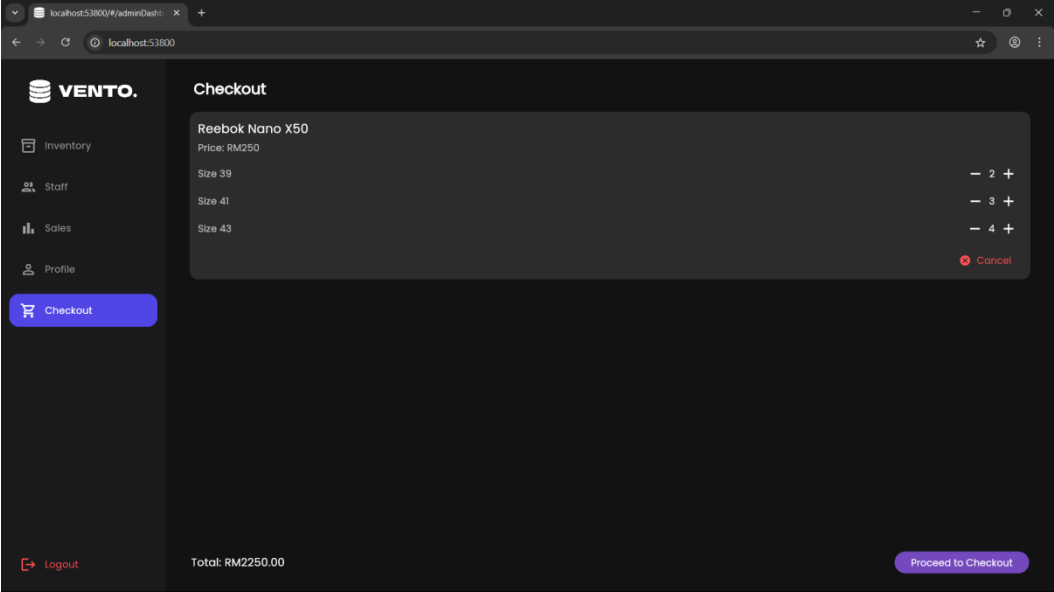 localhost:53800/#/adminDashb
localhost:53800
VENTO.
Inventory
Staff
Sales
Profile
Checkout
Logout
Checkout
Reebok Nano X50
Price: RM250
Size 39 2
Size 41 3
Size 43 4
Cancel
Total: RM2250.00
Proceed to Checkout